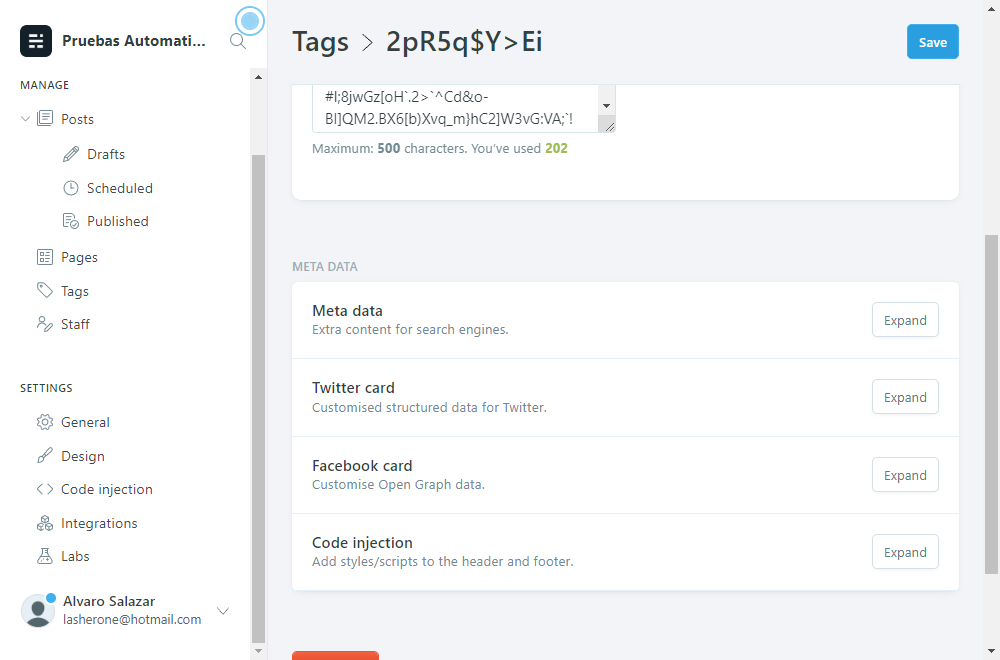 Pruebas Automati...
MANAGE
Posts
Drafts
Scheduled
Published
Pages
Tags
Staff
SETTINGS
General
Design
Code injection
Integrations
Labs
Alvaro Salazar
lasherone@hotmail.com
Tags > 2pR5q$Y>Ei
Save
BI]QM2.BX6[b)Xvq_m}hC2]W3vG:VA;`!
Maximum: 500 characters. You've used 202
META DATA
Meta data
Extra content for search engines.
Expand
Twitter card
Customised structured data for Twitter.
Expand
Facebook card
Customise Open Graph data.
Expand
Code injection
Add styles/scripts to the header and footer.
Expand